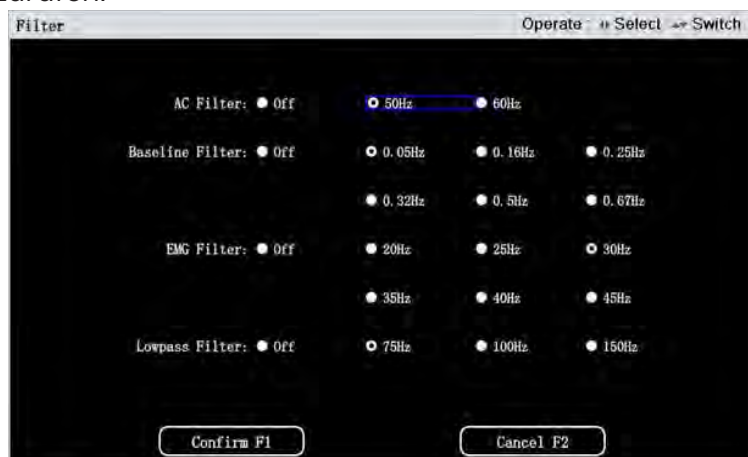 Filter Operate: Select Switch
AC Filter: Off 50Hz 60Hz
Baseline Filter: Off 0.05Hz 0.16Hz 0.25Hz
0.32Hz 0.5Hz 0.67Hz
EMG Filter: Off 20Hz 25Hz 30Hz
35Hz 40Hz 45Hz
Lowpass Filter: Off 75Hz 100Hz 150Hz
Confirm F1 Cancel F2